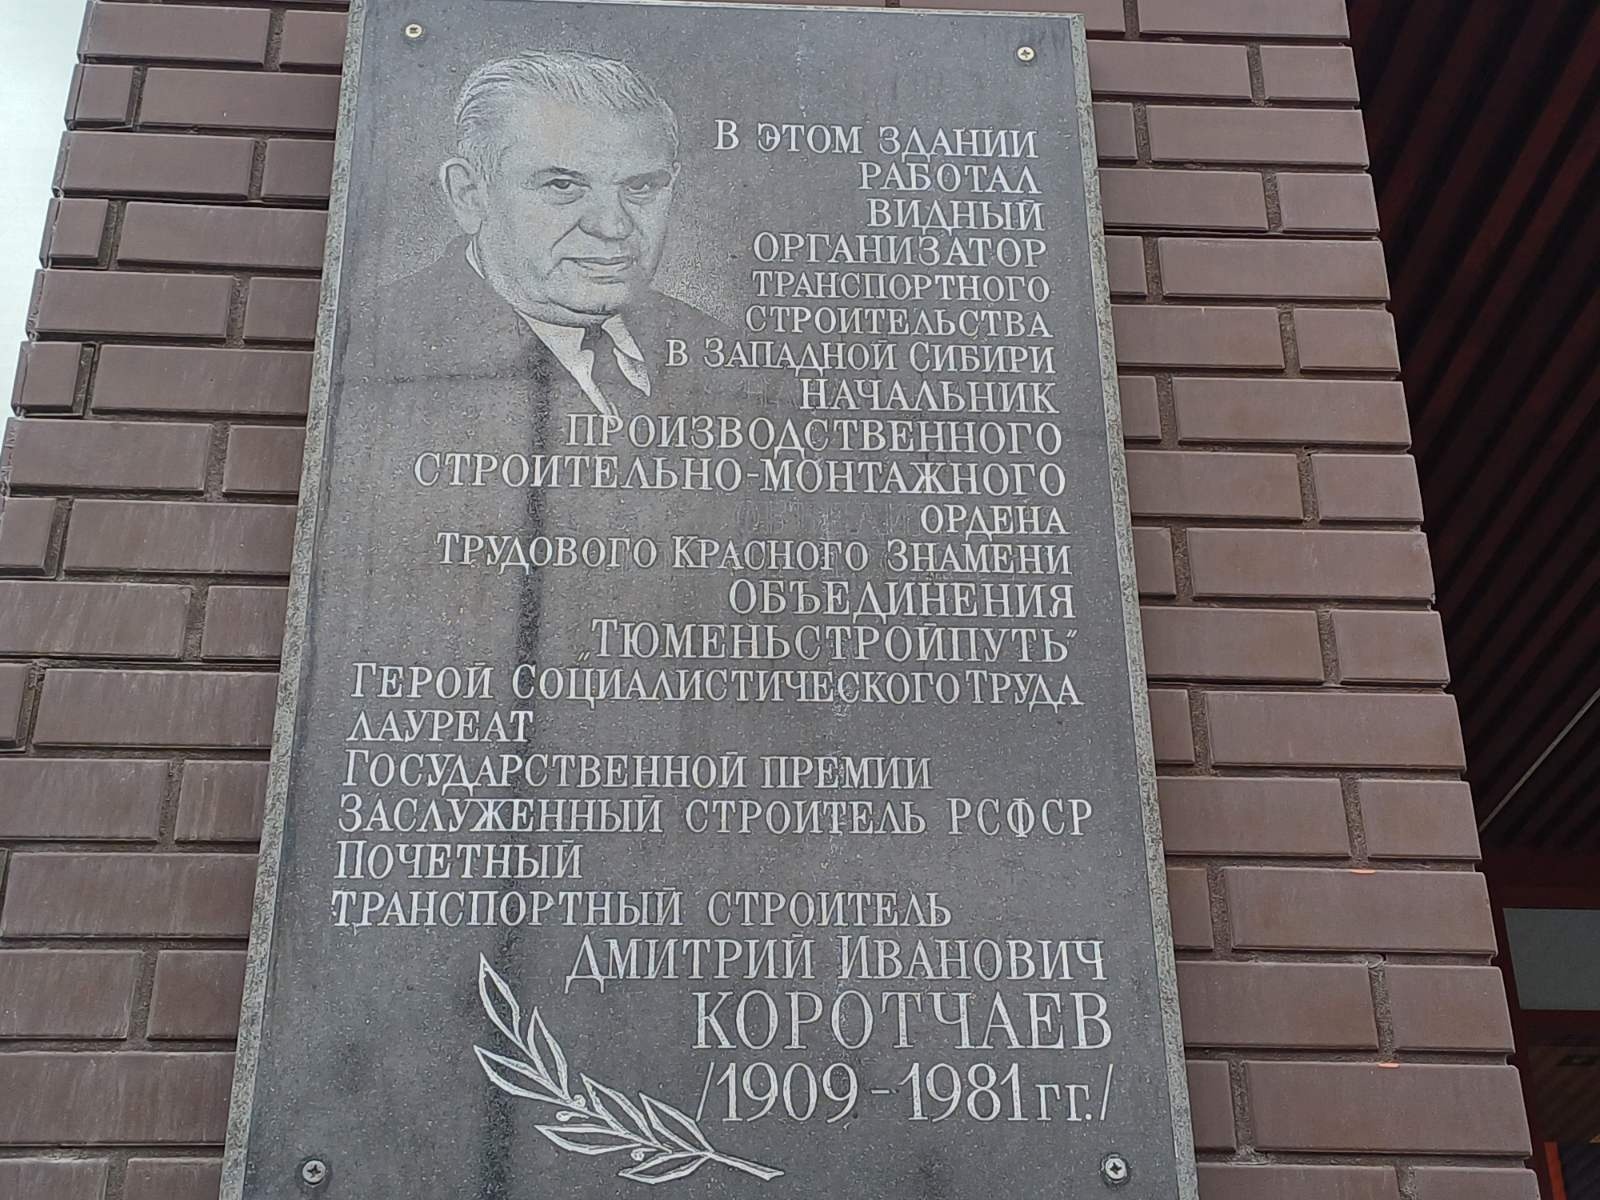 В ЭТОМ ЗДАНИИ
РАБОТАЛ
ВИДНЫЙ
ОРГАНИЗАТОР
ТРАНСПОРТНОГО
СТРОИТЕЛЬСТВА
В ЗАПАДНОЙ СИБИРИ
НАЧАЛЬНИК
ПРОИЗВОДСТВЕННОГО
СТРОИТЕЛЬНО-МОНТАЖНОГО
ОРДЕНА
ТРУДОВОГО КРАСНОГО ЗНАМЕНИ
ОБЪЕДИНЕНИЯ
„ТЮМЕНЬСТРОЙПУТЬ“
ГЕРОЙ СОЦИАЛИСТИЧЕСКОГО ТРУДА
ЛАУРЕАТ
ГОСУДАРСТВЕННОЙ ПРЕМИИ
ЗАСЛУЖЕННЫЙ СТРОИТЕЛЬ РСФСР
ПОЧЕТНЫЙ
ТРАНСПОРТНЫЙ СТРОИТЕЛЬ
ДМИТРИЙ ИВАНОВИЧ
КОРОТЧАЕВ
/1909-1981 гг./